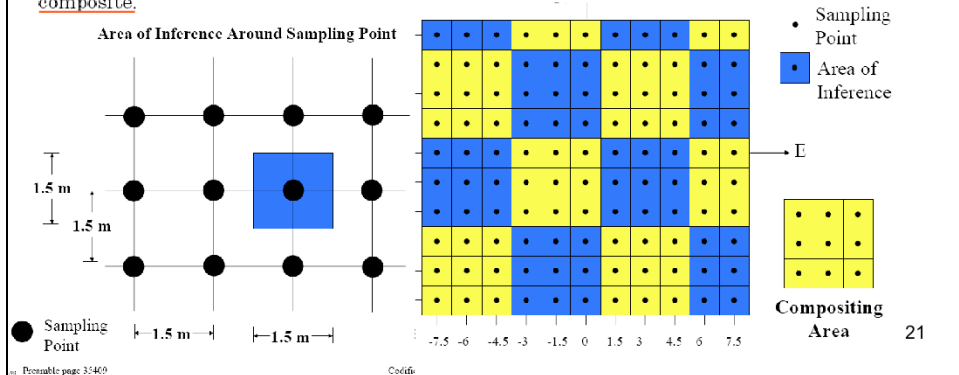 composite.
Area of Inference Around Sampling Point
1.5 m
1.5 m
Sampling
Point
1.5 m
1.5 m
Preamble page 35409
Codifi
-7.5 -6 -4.5 -3 -1.5 0 1.5 3 4.5 6 7.5
E
Sampling
Point
Area of
Inference
Compositing
Area
21